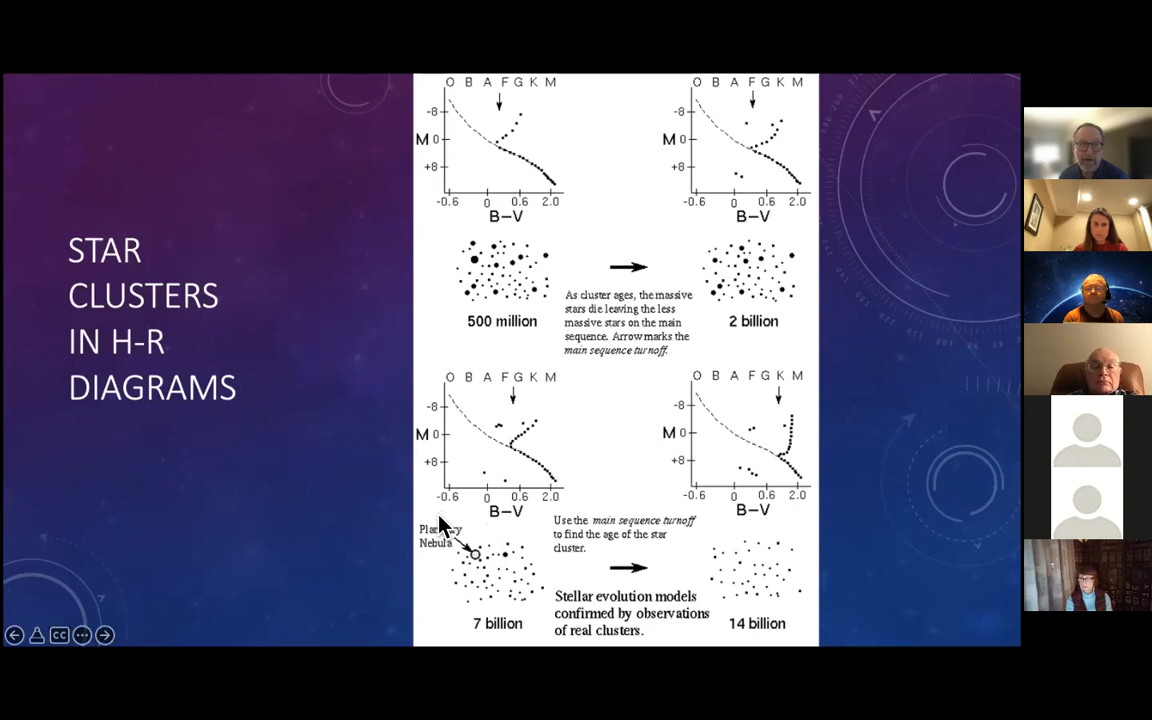 STAR
CLUSTERS
IN H-R
DIAGRAMS
O B A F G K M
-8
M 0
+8
-0.6 0 0.6 2.0
B-V
O B A F G K M
-8
M 0
+8
-0.6 0 0.6 2.0
B-V
500 million
As cluster ages, the massive
stars die leaving the less
massive stars on the main
sequence. Arrow marks the
main sequence turnoff.
2 billion
O B A F G K M
-8
M 0
+8
-0.6 0 0.6 2.0
B-V
O B A F G K M
-8
M 0
+8
-0.6 0 0.6 2.0
B-V
Nebula
Use the main sequence turnoff
to find the age of the star
cluster.
7 billion
Stellar evolution models
confirmed by observations
of real clusters.
14 billion
CC